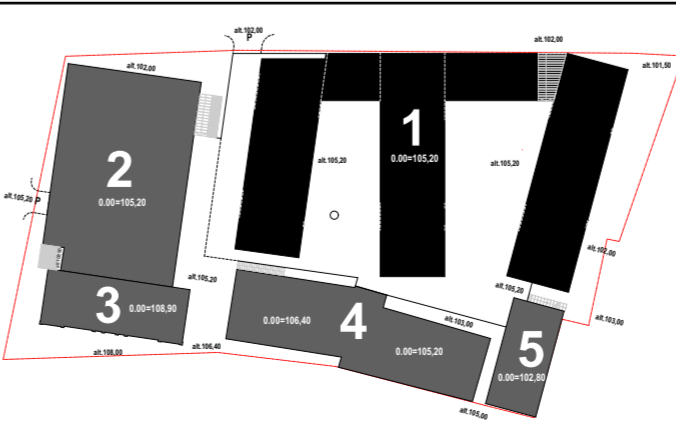 alt.102,00
P
alt.102,00
alt.101,50
alt.102,00
2
0.00=105,20
1
0.00=105,20
alt.105,20
alt.105,20
alt.105,20 P
alt.102,00
alt.105,20
alt.105,20
3
0.00=108,90
0.00=106,40
4
0.00=105,20
alt.103,00
alt.103,00
5
0.00=102,80
alt.108,00
alt.106,40
alt.105,00